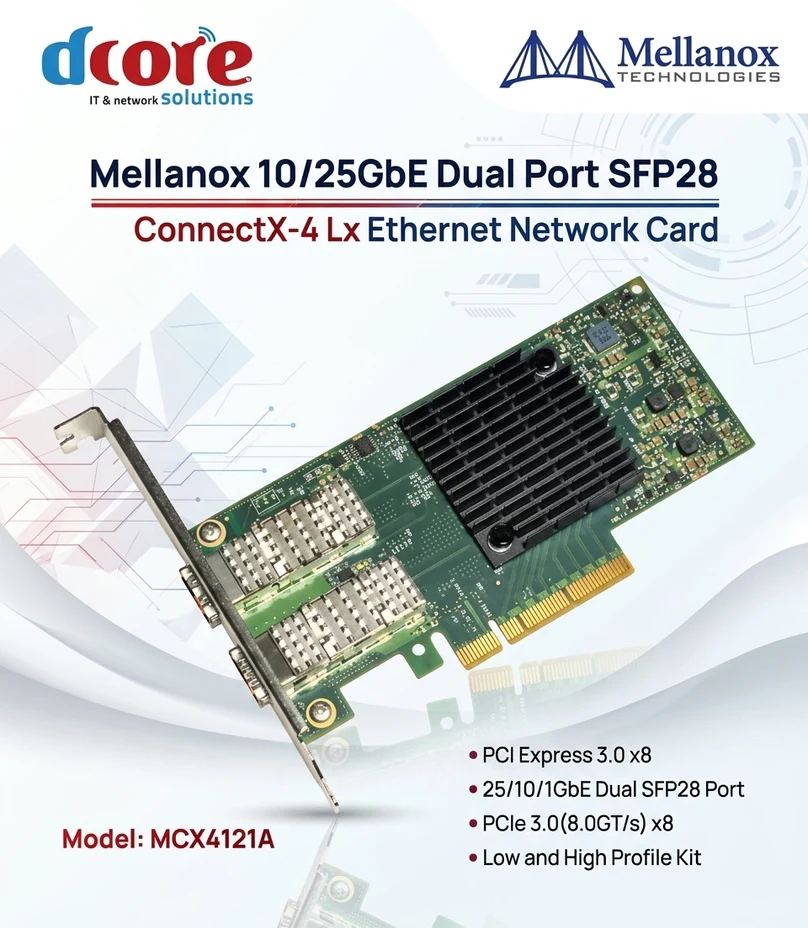 dcore
IT & network solutions
Mellanox
TECHNOLOGIES
Mellanox 10/25GbE Dual Port SFP28
ConnectX-4 Lx Ethernet Network Card
• PCI Express 3.0 x8
• 25/10/1GbE Dual SFP28 Port
• PCIe 3.0(8.0GT/s) x8
• Low and High Profile Kit
Model: MCX4121A